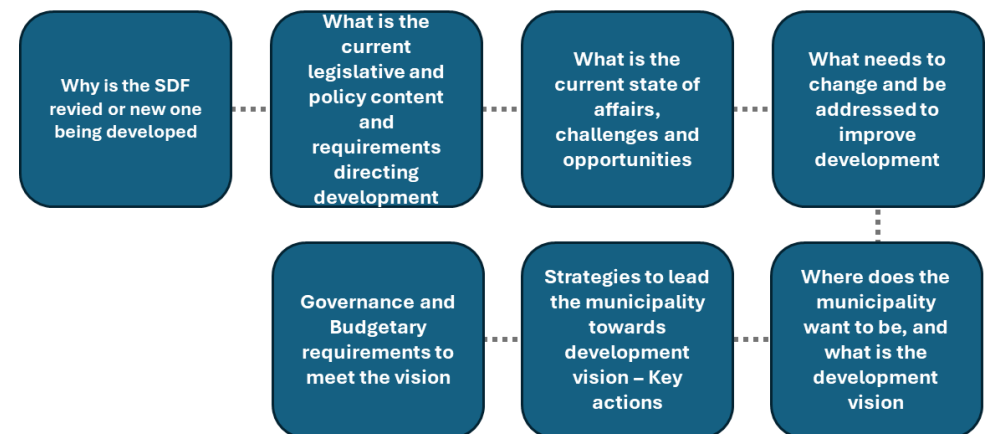 Why is the SDF
revied or new one
being developed
What is the
current
legislative and
policy content
and
requirements
directing
development
What is the
current state of
affairs,
challenges and
opportunities
What needs to
change and be
addressed to
improve
development
Where does the
municipality
want to be, and
what is the
development
vision
Strategies to lead
the municipality
towards
development
vision – Key
actions
Governance and
Budgetary
requirements to
meet the vision